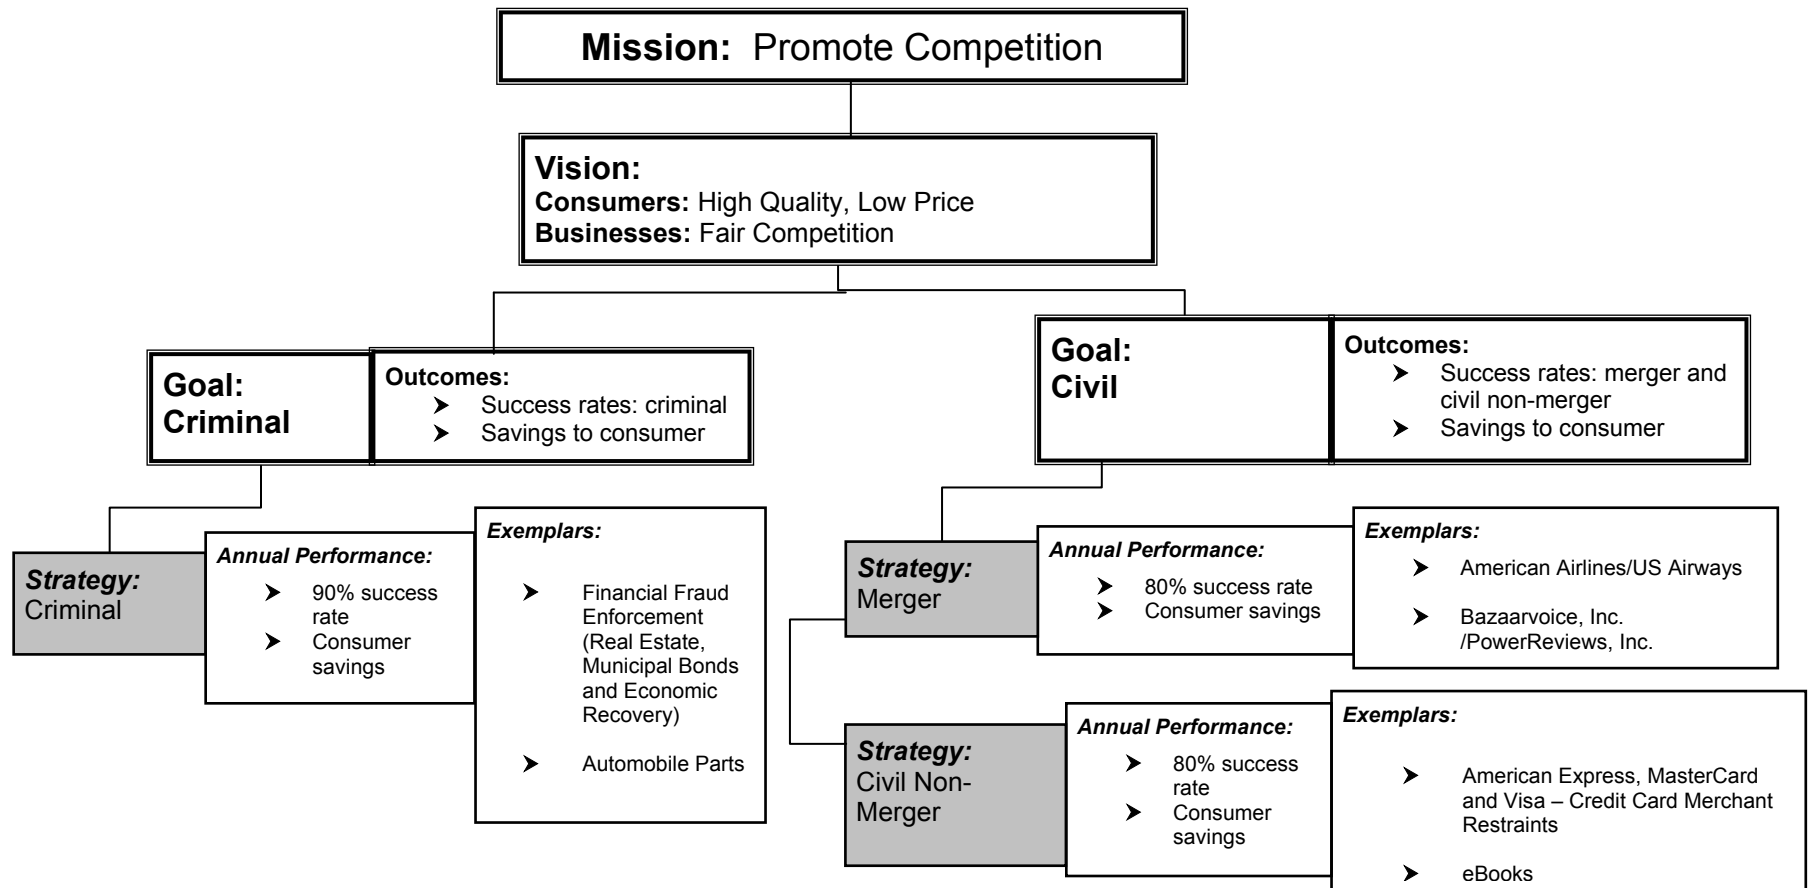 Mission: Promote Competition
Vision:
Consumers: High Quality, Low Price
Businesses: Fair Competition
Goal:
Criminal
Outcomes:
➤ Success rates: criminal
➤ Savings to consumer
Goal:
Civil
Outcomes:
➤ Success rates: merger and
civil non-merger
➤ Savings to consumer
Strategy:
Criminal
Annual Performance:
➤ 90% success
rate
➤ Consumer
savings
Exemplars:
➤ Financial Fraud
Enforcement
(Real Estate,
Municipal Bonds
and Economic
Recovery)
➤ Automobile Parts
Strategy:
Merger
Annual Performance:
➤ 80% success rate
➤ Consumer savings
Exemplars:
➤ American Airlines/US Airways
➤ Bazaarvoice, Inc.
/PowerReviews, Inc.
Strategy:
Civil Non-
Merger
Annual Performance:
➤ 80% success
rate
➤ Consumer
savings
Exemplars:
➤ American Express, MasterCard
and Visa – Credit Card Merchant
Restraints
➤ eBooks